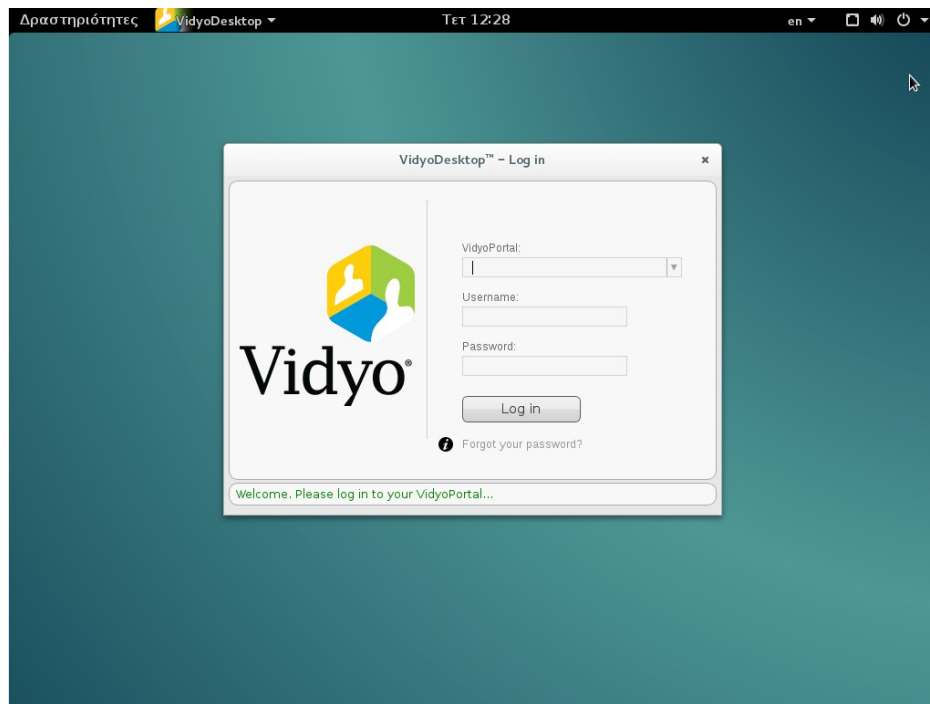 Δραστηριότητες VidyoDesktop Τετ 12:28 en
VidyoDesktop™ – Log in
VidyoPortal:
Username:
Password:
Vidyo®
Log in
Forgot your password?
Welcome. Please log in to your VidyoPortal...